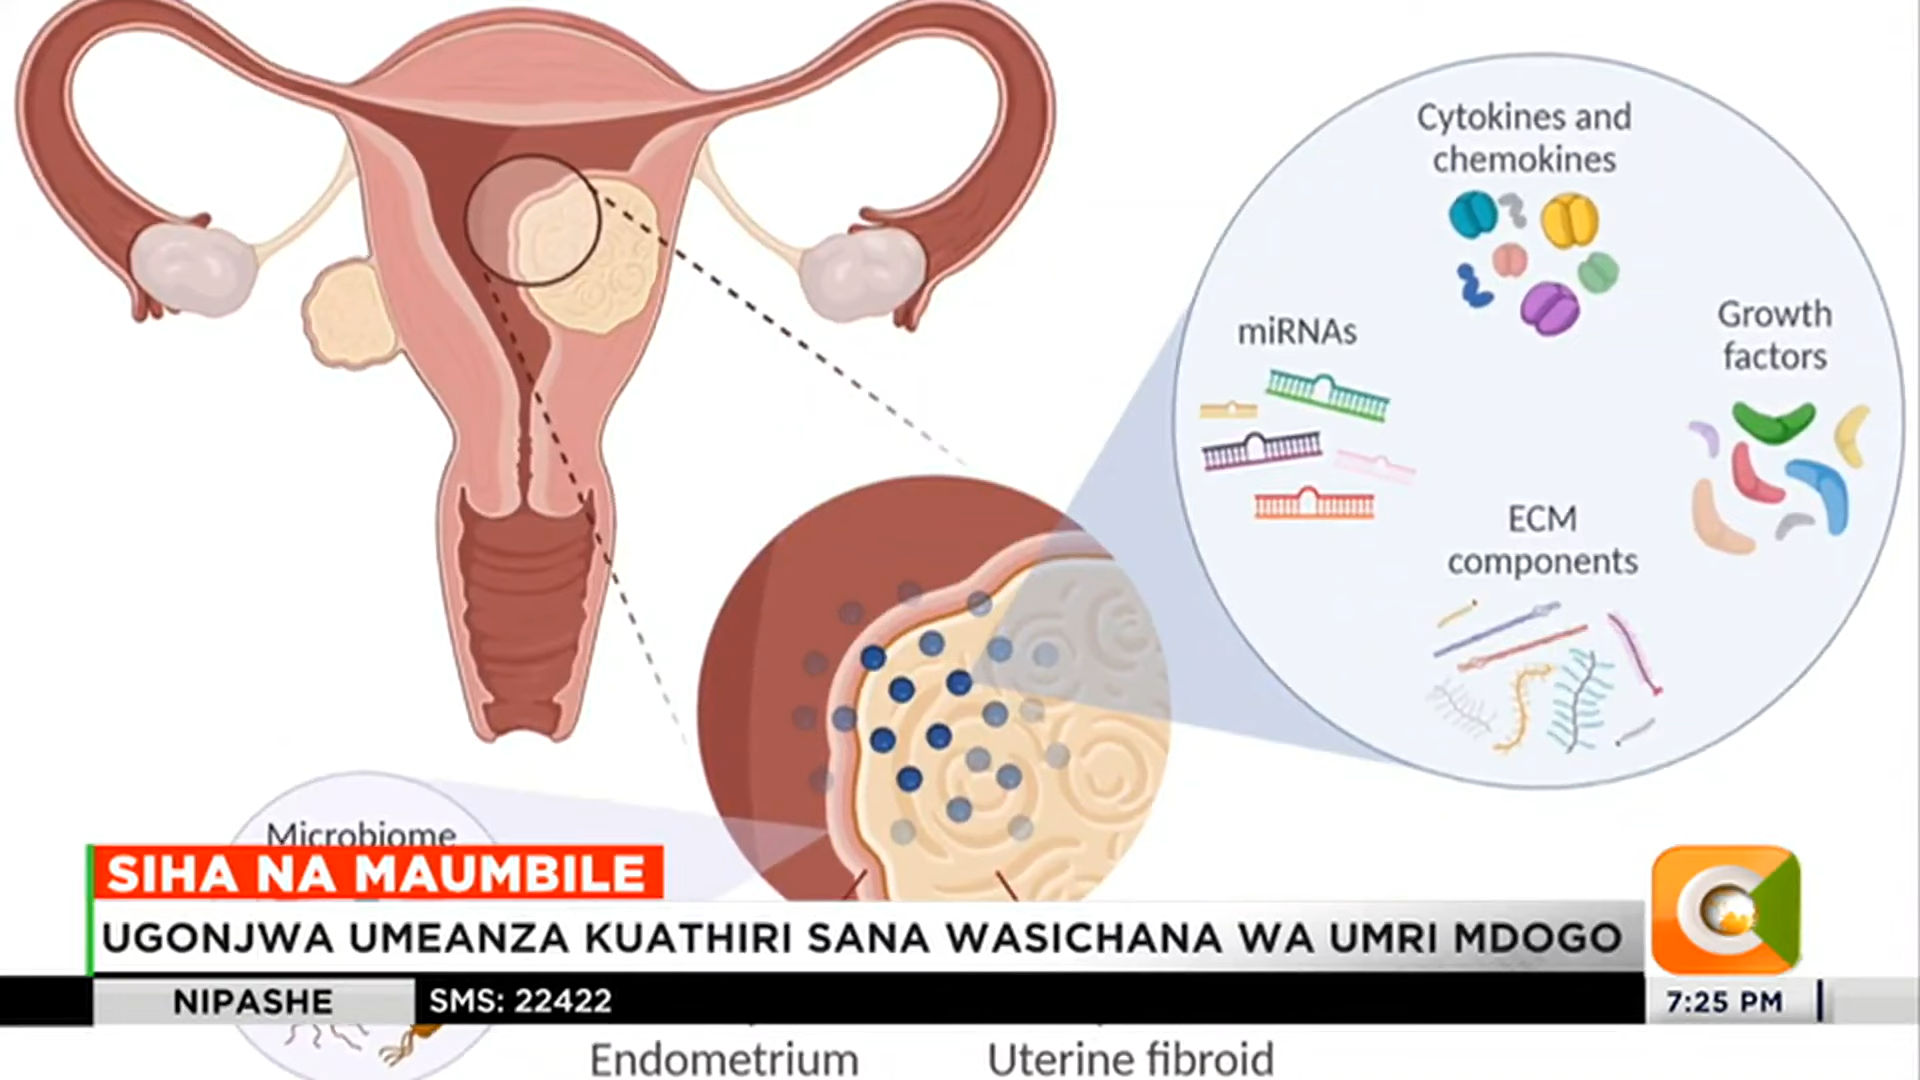 Cytokines and
chemokines
miRNAs
Growth
factors
ECM
components
Microbiome
SIHA NA MAUMBILE
UGONJWA UMEANZA KUATHIRI SANA WASICHANA WA UMRI MDOGO
NIPASHE
SMS: 22422
7:25 PM
Endometrium
Uterine fibroid